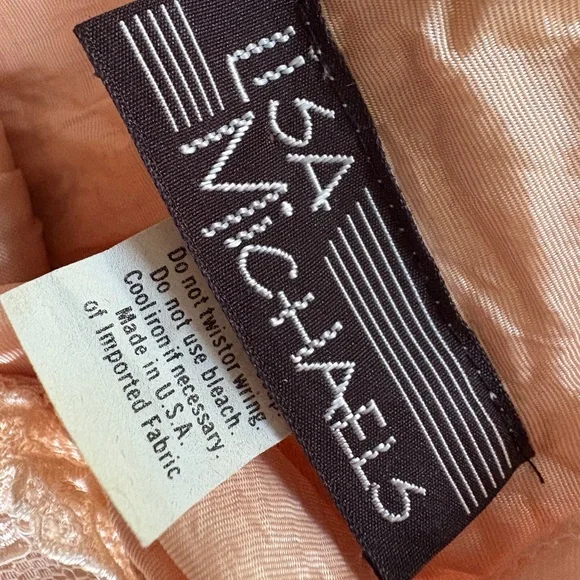 LiSA
MiCHAELS
Do not twist or wring.
Do not use bleach.
Cool iron if necessary.
Made in U.S.A.
of Imported Fabric